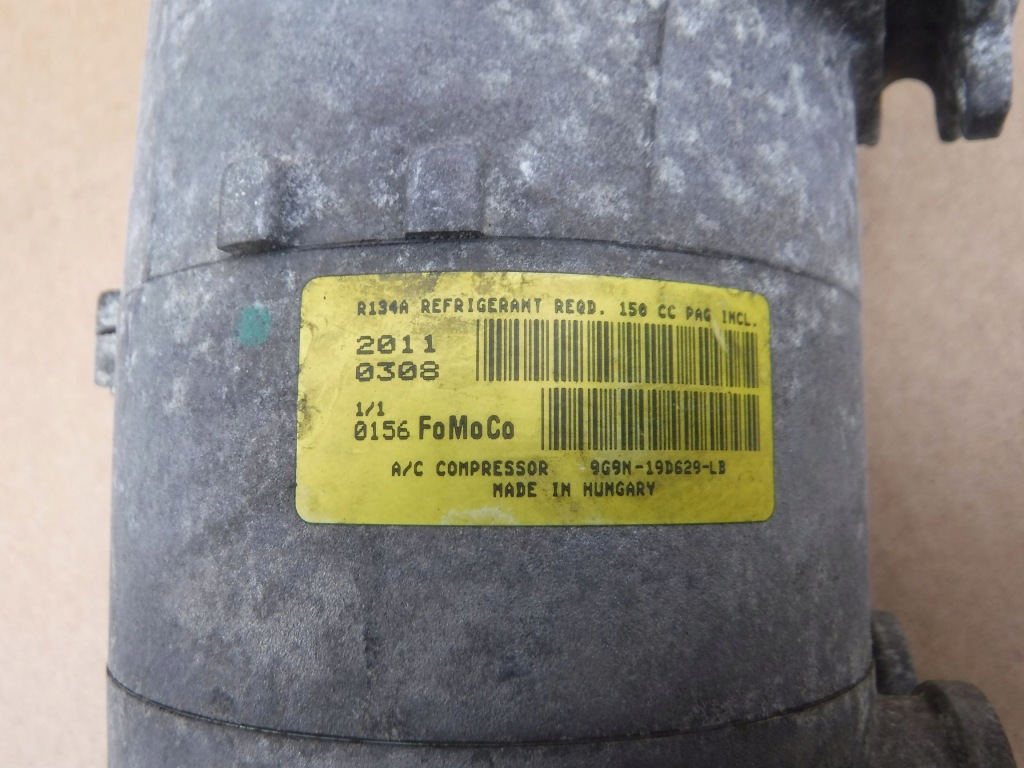 R134A REFRIGERANT REQD. 150 CC PAG INCL.
2011
0308
1/1
0156 FoMoCo
A/C COMPRESSOR 9G9N-19D629-LB
MADE IN HUNGARY